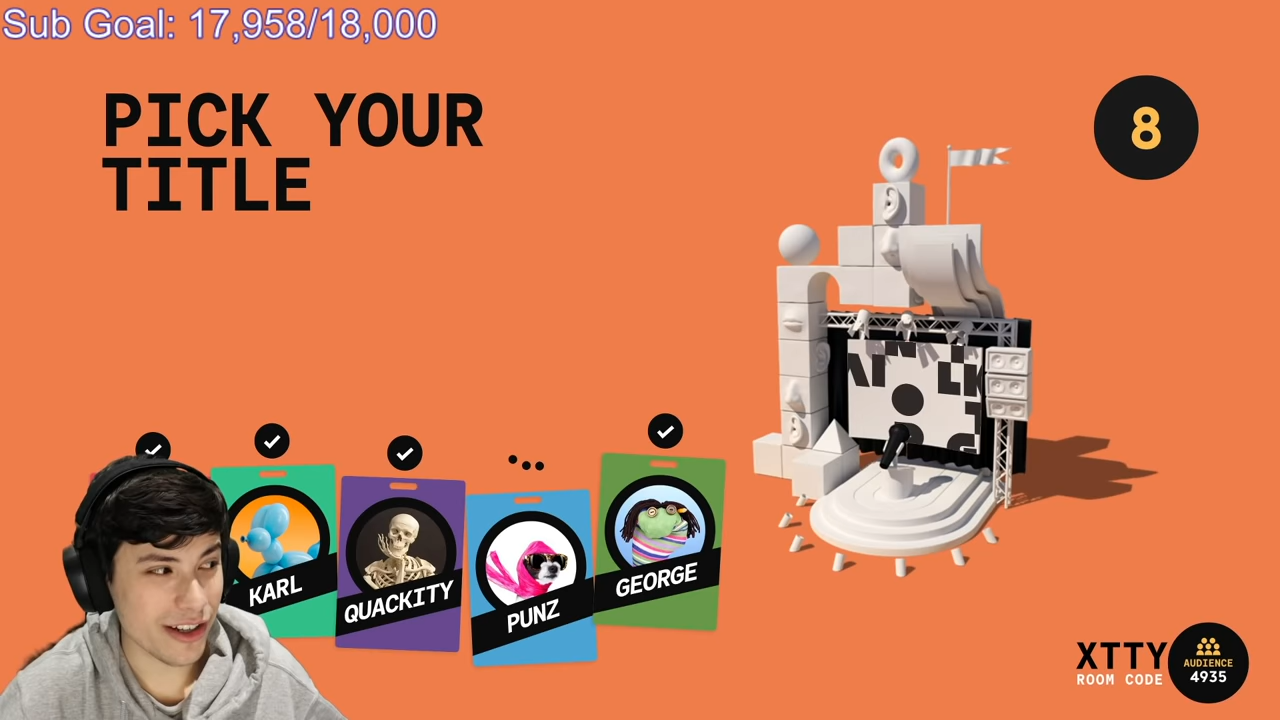 Sub Goal: 17,958/18,000
PICK YOUR
TITLE
8
KARL
QUACKITY
PUNZ
GEORGE
XTTY
ROOM CODE
AUDIENCE
4935